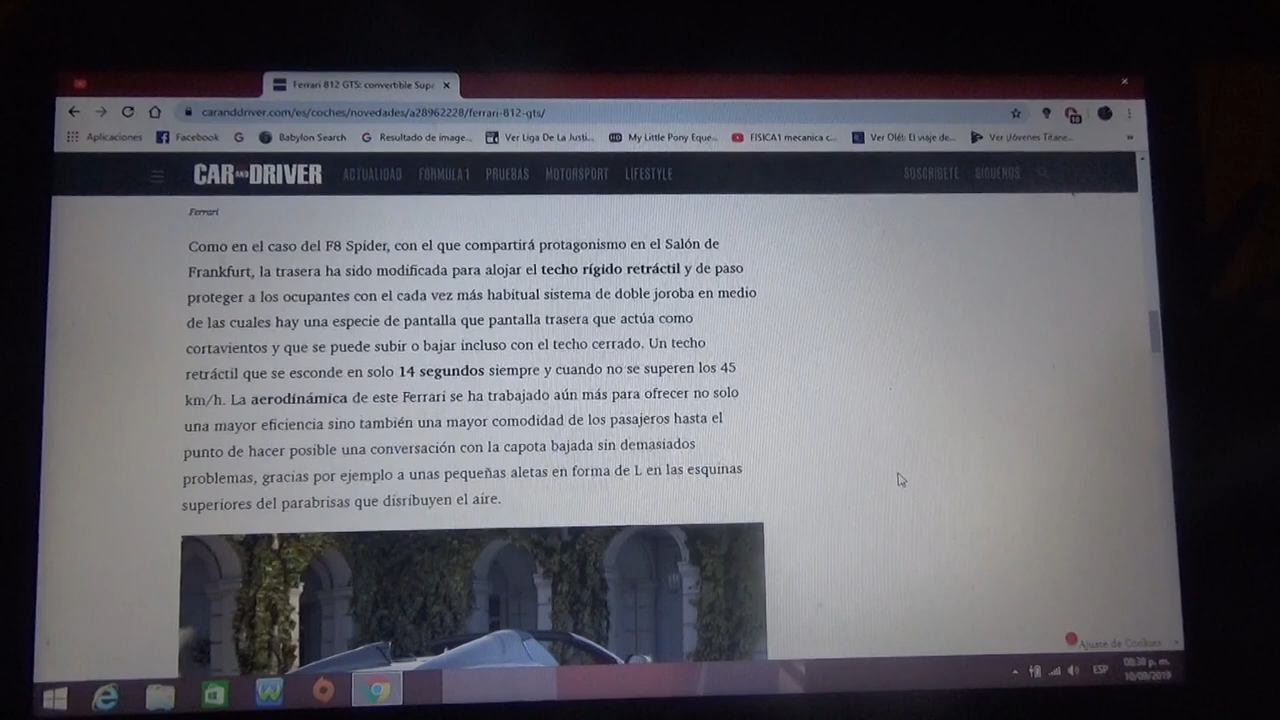 Ferrari 812 GTS: convertible Supe
caranddriver.com/es/coches/novedades/a28962228/ferrari-812-gts/
Aplicaciones Facebook Babylon Search Resultado de image... Ver Liga De La Justi... My Little Pony Eque... FISICA1 mecanica c... Ver Olé!: El viaje de... Ver ¡Jóvenes Titane...
CAR AND DRIVER ACTUALIDAD FÓRMULA 1 PRUEBAS MOTORSPORT LIFESTYLE SUSCRÍBETE SÍGUENOS
Ferrari
Como en el caso del F8 Spider, con el que compartirá protagonismo en el Salón de
Frankfurt, la trasera ha sido modificada para alojar el techo rígido retráctil y de paso
proteger a los ocupantes con el cada vez más habitual sistema de doble joroba en medio
de las cuales hay una especie de pantalla que pantalla trasera que actúa como
cortavientos y que se puede subir o bajar incluso con el techo cerrado. Un techo
retráctil que se esconde en solo 14 segundos siempre y cuando no se superen los 45
km/h. La aerodinámica de este Ferrari se ha trabajado aún más para ofrecer no solo
una mayor eficiencia sino también una mayor comodidad de los pasajeros hasta el
punto de hacer posible una conversación con la capota bajada sin demasiados
problemas, gracias por ejemplo a unas pequeñas aletas en forma de L en las esquinas
superiores del parabrisas que disribuyen el aire.
Ajuste de Cookies
ESP
08:38 p. m.
10/09/2019